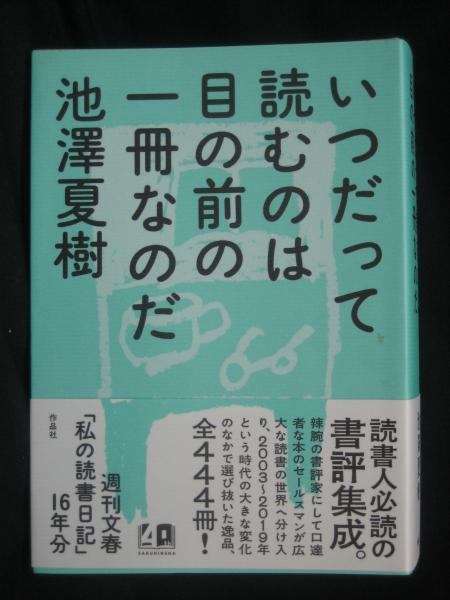 いつだって
読むのは
目の前の
一冊なのだ
池澤夏樹
読書人必読の
書評集成。
辣腕の書評家にして口達
者な本のセールスマンが広
大な読書の世界へ分け入
り、2003〜2019年
という時代の大きな変化
のなかで選び抜いた逸品、
全444冊!
週刊文春
「私の読書日記」
16年分
作品社
SAKUHINSHA